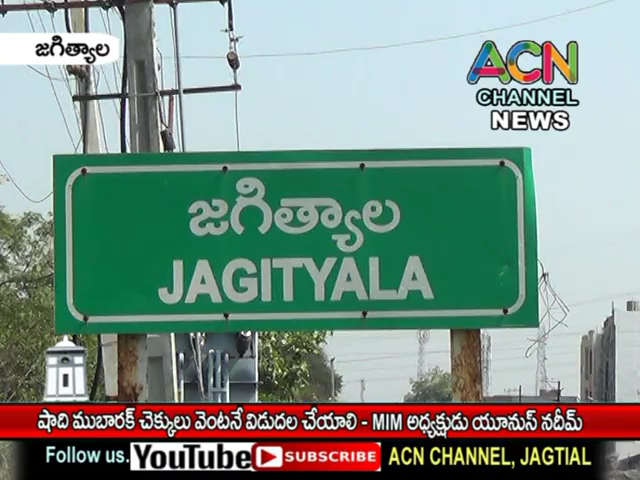 జగిత్యాల
ACN
CHANNEL
NEWS
జగిత్యాల
JAGITYALA
షాది ముబారక్ చెక్కులు వెంటనే విడుదల చేయాలి - MIM అధ్యక్షుడు యూనుస్ నదీమ్
Follow us. YouTube SUBSCRIBE ACN CHANNEL, JAGTIAL